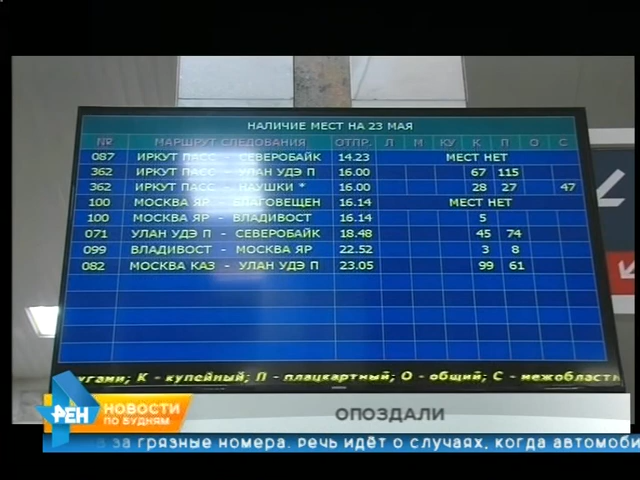 НАЛИЧИЕ МЕСТ НА 23 МАЯ
№ МАРШРУТ СЛЕДОВАНИЯ ОТПР. Л М КУ К П О С
087 ИРКУТ ПАСС - СЕВЕРОБАЙК 14.23 МЕСТ НЕТ
362 ИРКУТ ПАСС - УЛАН УДЭ П 16.00 67 115
362 ИРКУТ ПАСС - НАУШКИ * 16.00 28 27 47
100 МОСКВА ЯР - БЛАГОВЕЩЕН 16.14 МЕСТ НЕТ
100 МОСКВА ЯР - ВЛАДИВОСТ 16.14 5
071 УЛАН УДЭ П - СЕВЕРОБАЙК 18.48 45 74
099 ВЛАДИВОСТ - МОСКВА ЯР 22.52 3 8
082 МОСКВА КАЗ - УЛАН УДЭ П 23.05 99 61
угами; К - купейный; П - плацкартный; О - общий; С - межобластн
РЕН НОВОСТИ ПО БУДНЯМ
ОПОЗДАЛИ
за грязные номера. Речь идёт о случаях, когда автомоби